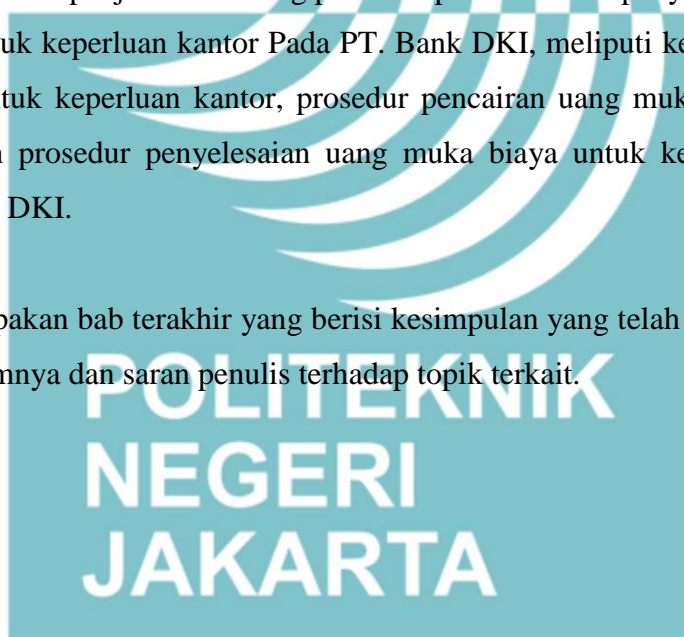 uk keperluan kantor Pada PT. Bank DKI, meliputi ke
tuk keperluan kantor, prosedur pencairan uang muk
n prosedur penyelesaian uang muka biaya untuk ke
DKI.
pakan bab terakhir yang berisi kesimpulan yang telah
mnya dan saran penulis terhadap topik terkait.
POLITEKNIK
NEGERI
JAKARTA